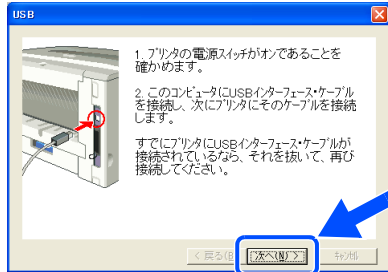 USB
1. プリンタの電源スイッチがオンであることを
確かめます。
2. このコンピュータにUSBインターフェース・ケーブル
を接続し、次にプリンタにそのケーブルを接続
します。
すでにプリンタにUSBインターフェース・ケーブルが
接続されているなら、それを抜いて、再び
接続してください。
< 戻る(B)
次へ(N) >
キャンセル